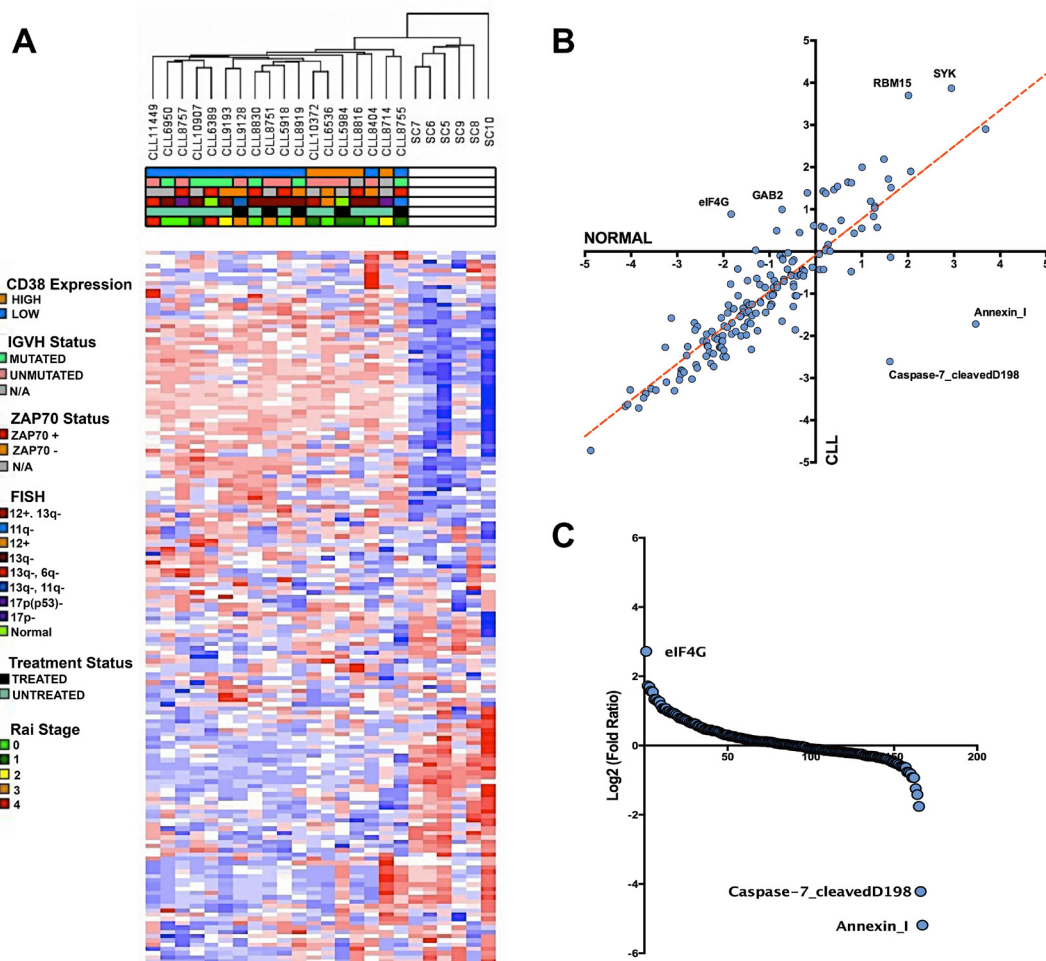 A
CLL11449
CLL6950
CLL8757
CLL10907
CLL6389
CLL9193
CLL9128
CLL8830
CLL8751
CLL5918
CLL8919
CLL10372
CLL6536
CLL5984
CLL8816
CLL8404
CLL8714
CLL8755
SC7
SC6
SC5
SC9
SC8
SC10
CD38 Expression
HIGH
LOW
IGVH Status
MUTATED
UNMUTATED
N/A
ZAP70 Status
ZAP70 +
ZAP70 -
N/A
FISH
12+. 13q-
11q-
12+
13q-
13q-, 6q-
13q-, 11q-
17p(p53)-
17p-
Normal
Treatment Status
TREATED
UNTREATED
Rai Stage
0
1
2
3
4
B
5
4
3
2
1
-1
-2
-3
-4
-5
-5
-4
-3
-2
-1
1
2
3
4
5
NORMAL
CLL
RBM15
SYK
eIF4G
GAB2
Annexin_I
Caspase-7_cleavedD198
C
Log2 (Fold Ratio)
6
4
2
0
-2
-4
-6
50
100
150
200
eIF4G
Caspase-7_cleavedD198
Annexin_I